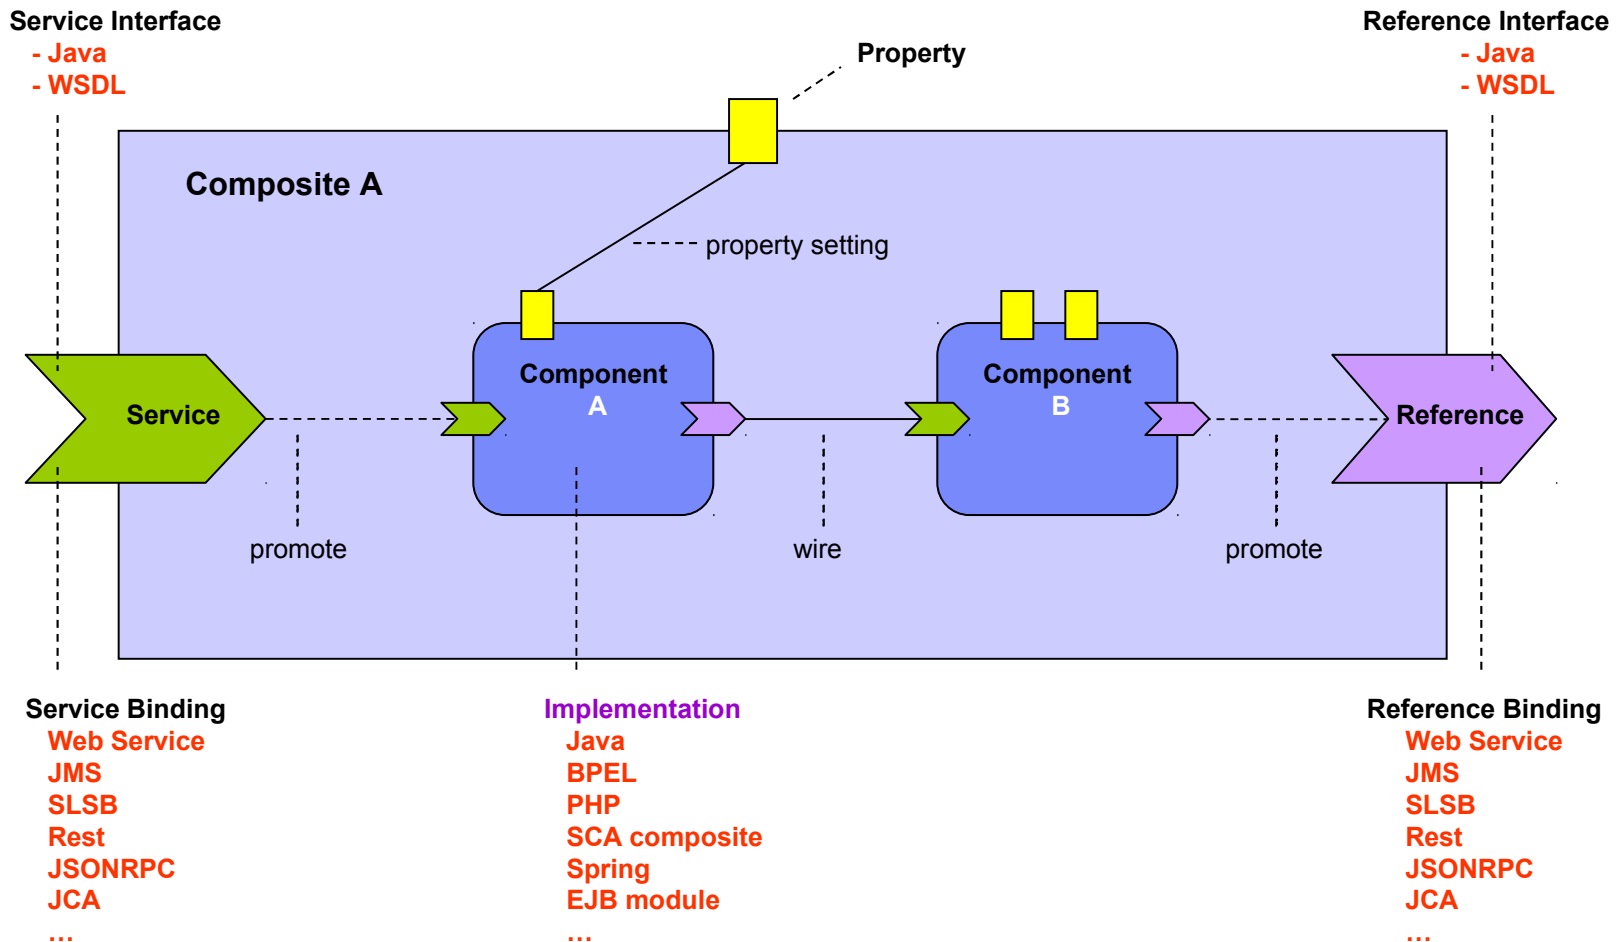 Service Interface
- Java
- WSDL
Property
Reference Interface
- Java
- WSDL
Composite A
property setting
Service
Component
A
Component
B
Reference
promote
wire
promote
Service Binding
Web Service
JMS
SLSB
Rest
JSONRPC
JCA
...
Implementation
Java
BPEL
PHP
SCA composite
Spring
EJB module
...
Reference Binding
Web Service
JMS
SLSB
Rest
JSONRPC
JCA
...